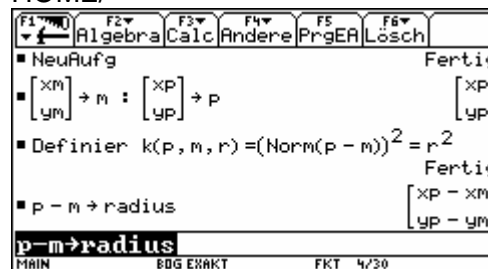 HOME/
F1 F2 F3 F4 F5 F6
Algebra Calc Andere PrgEA Lösch
▪ NeuAufg Fertig
▪ [xm ym] → m : [xp yp] → p [xp yp
▪ Definier k(p,m,r)=(Norm(p - m))² = r²
Fertig
▪ p - m → radius [xp - xm yp - ym
p-m→radius
MAIN BOG EXAKT FKT 4/30